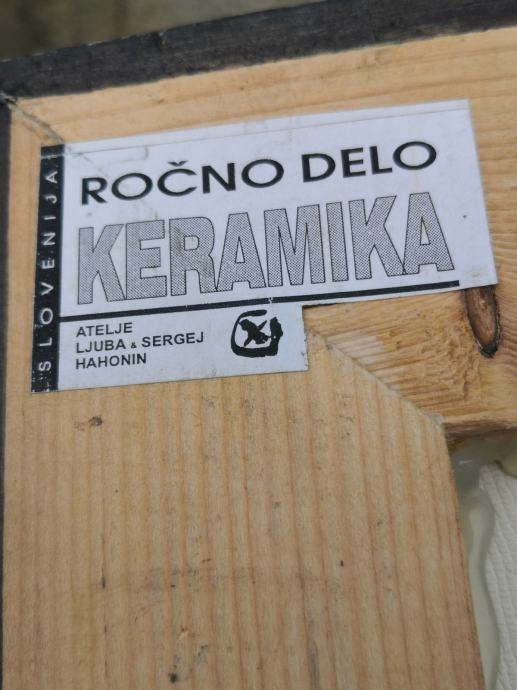 SLOVENIJA
ROČNO DELO
KERAMIKA
ATELJE
LJUBA & SERGEJ
HAHONIN